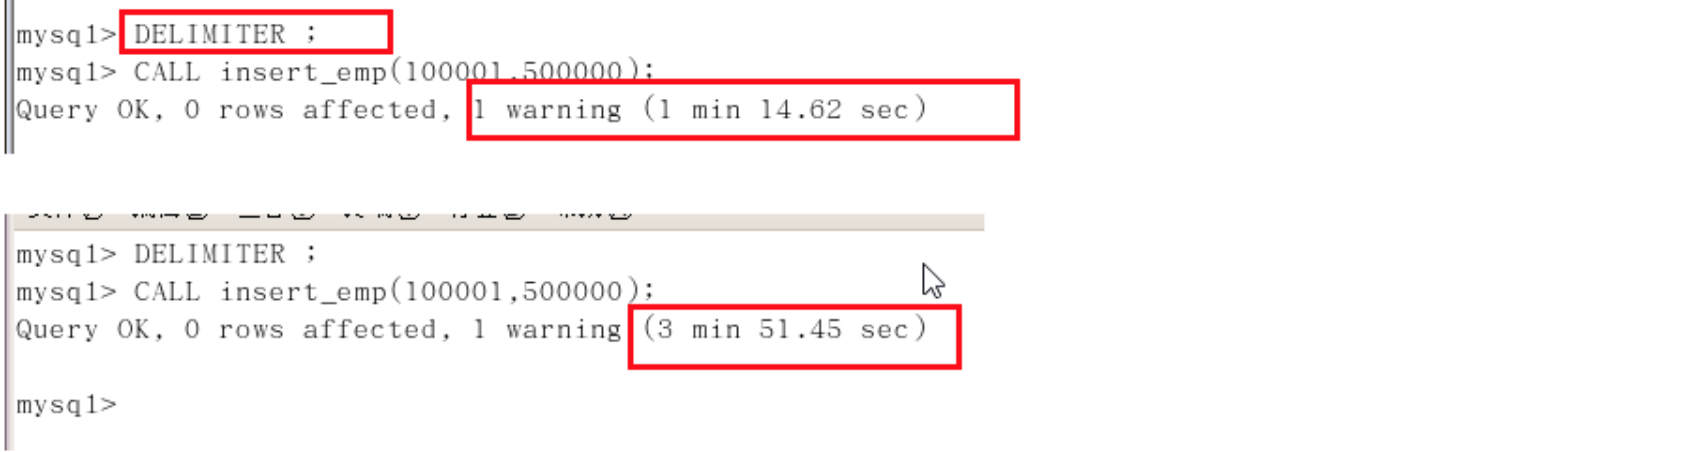 mysql> DELIMITER ;
mysql> CALL insert_emp(100001,500000);
Query OK, 0 rows affected, 1 warning (1 min 14.62 sec)
mysql> DELIMITER ;
mysql> CALL insert_emp(100001,500000);
Query OK, 0 rows affected, 1 warning (3 min 51.45 sec)
mysql>